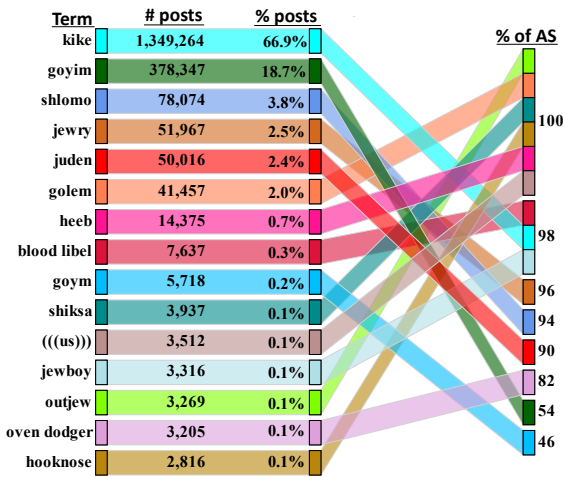 Term # posts % posts % of AS
kike 1,349,264 66.9%
goyim 378,347 18.7%
shlomo 78,074 3.8%
jewry 51,967 2.5%
juden 50,016 2.4%
golem 41,457 2.0%
heeb 14,375 0.7%
blood libel 7,637 0.3%
goym 5,718 0.2%
shiksa 3,937 0.1%
(((us))) 3,512 0.1%
jewboy 3,316 0.1%
outjew 3,269 0.1%
oven dodger 3,205 0.1%
hooknose 2,816 0.1%
100
98
96
94
90
82
54
46